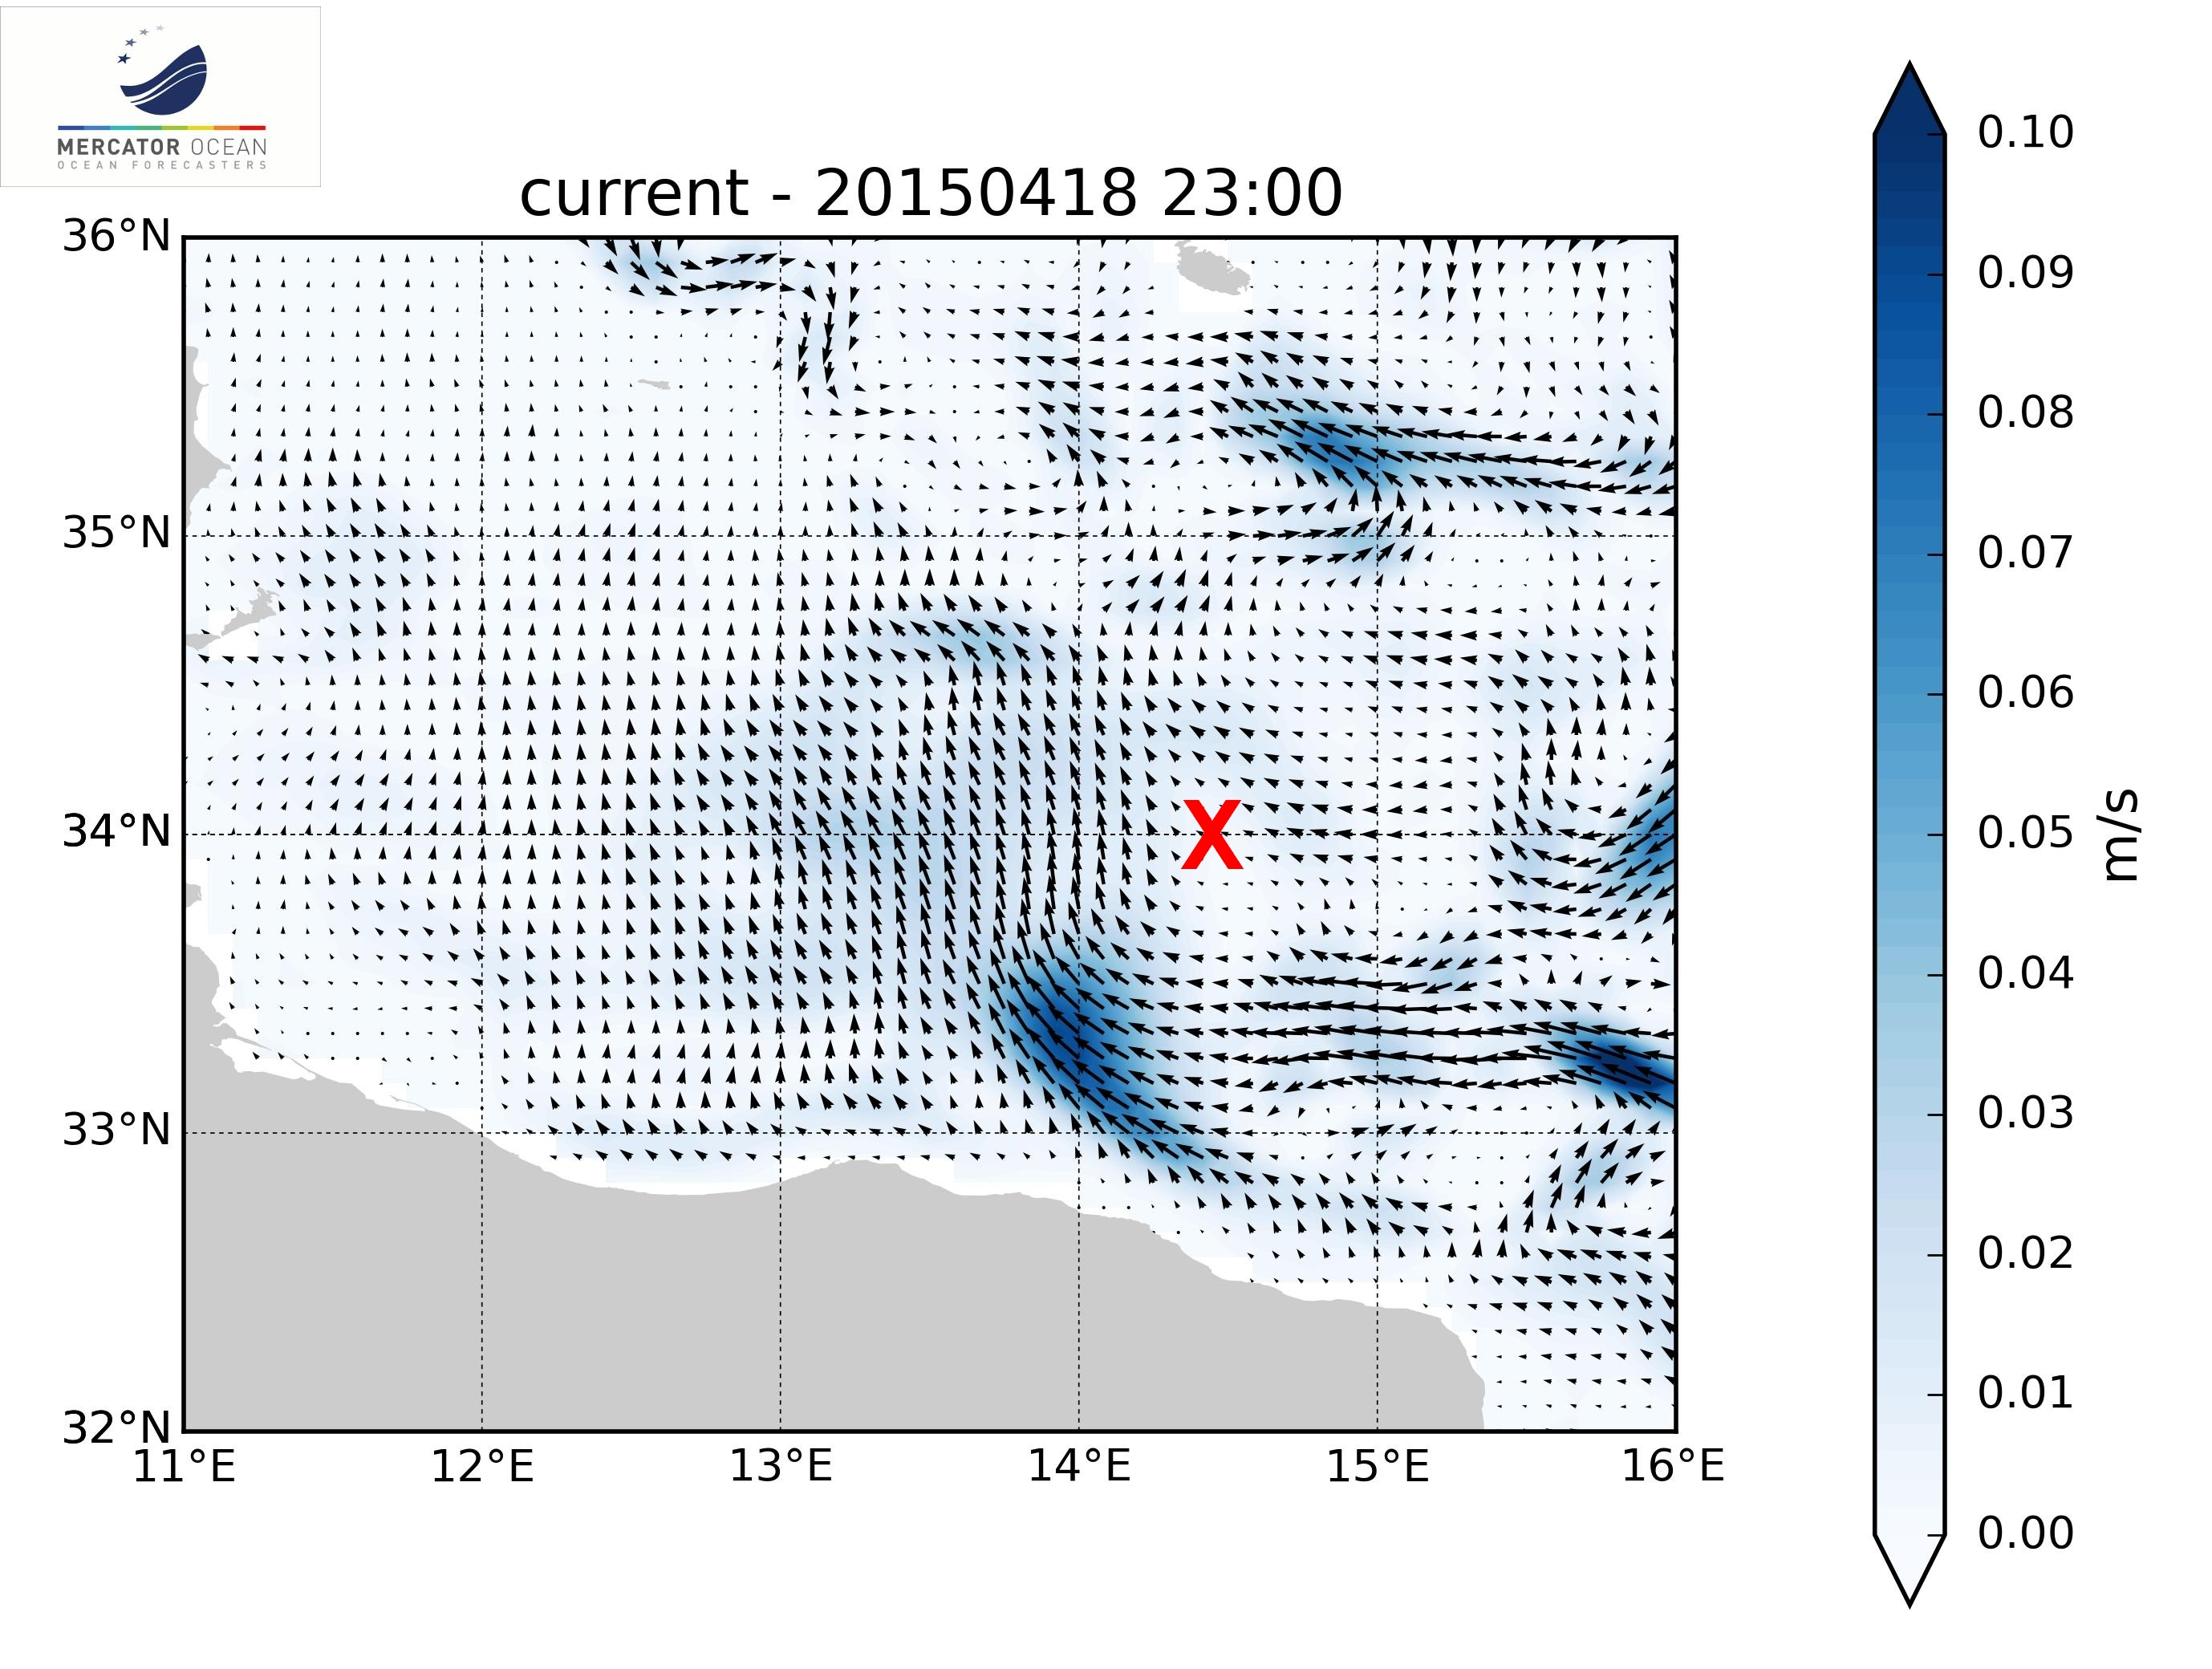 MERCATOR OCEAN
OCEAN FORECASTERS
current - 20150418 23:00
36°N
35°N
34°N
33°N
32°N
11°E 12°E 13°E 14°E 15°E 16°E
X
0.10
0.09
0.08
0.07
0.06
0.05
0.04
0.03
0.02
0.01
0.00
m/s